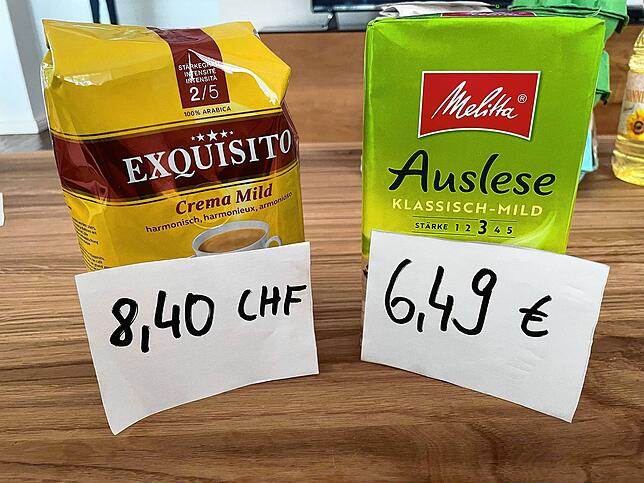 STÄRKEGRAD
INTENSITÉ
INTENSITÀ
2/5
100% ARABICA
EXQUISITO
Crema Mild
harmonisch, harmonieux, armonioso
8,40 CHF
Melitta®
Auslese
KLASSISCH-MILD
STÄRKE 1 2 3 4 5
6,49 €